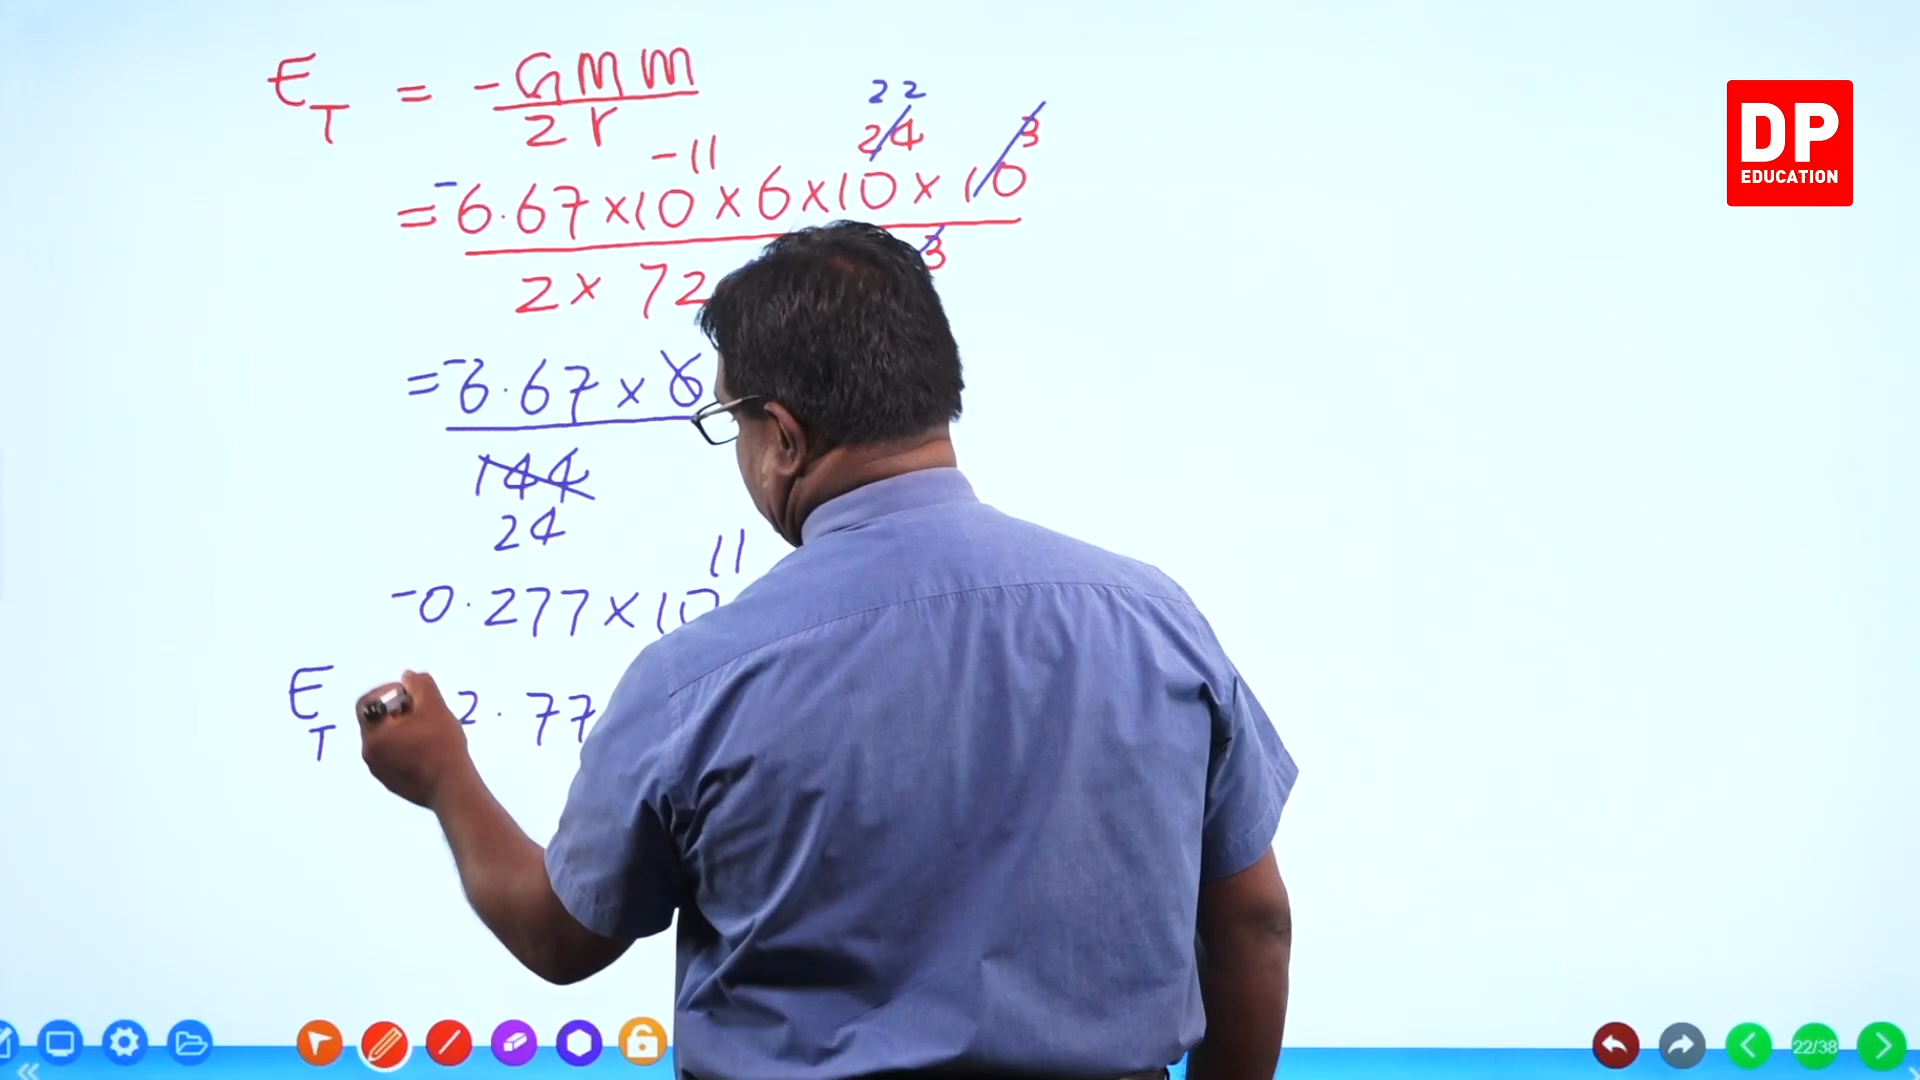 E_T = -GMm
2r
22
= -6.67 ×10^-11 × 6 ×10^24 × 10^3
2 × 72 3
= -6.67 × 6
144
24
-0.277 × 10^11
E_T 2.77
DP
EDUCATION
22/38